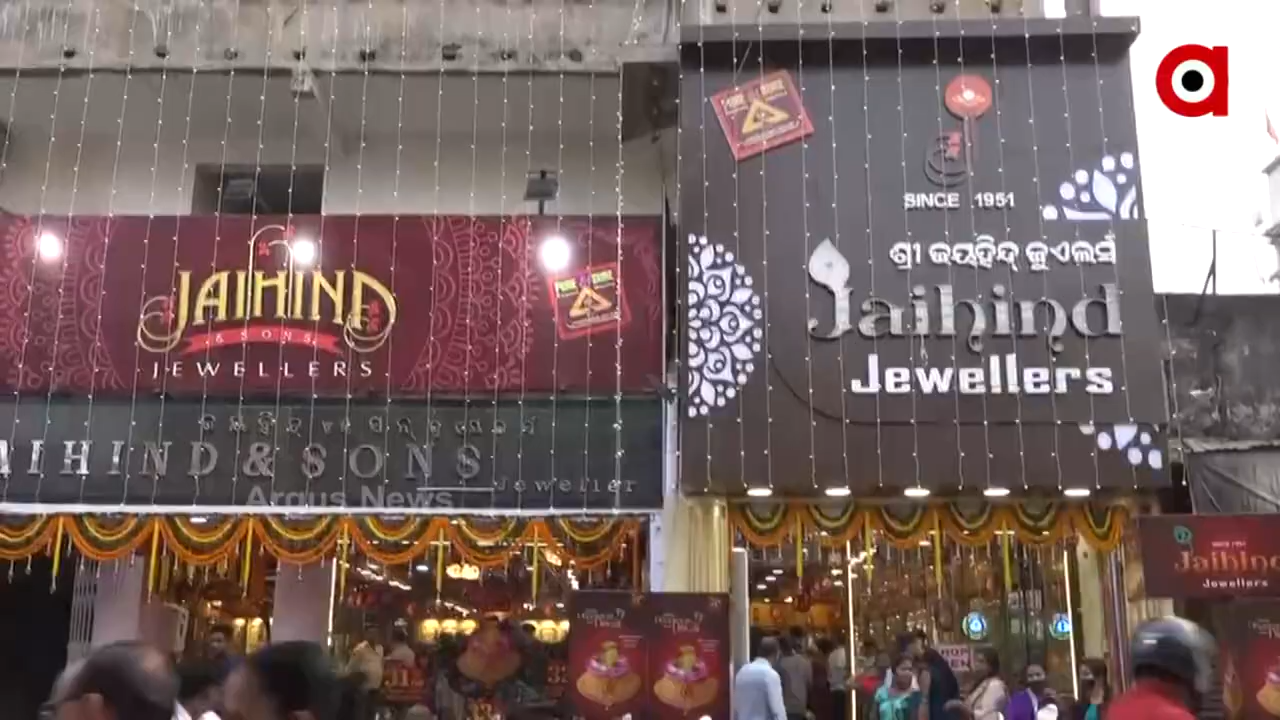 JAIHIND
& SONS
JEWELLERS
JAIHIND & SONS
Jeweller
Argus News
SINCE 1951
ଶ୍ରୀ ଜୟହିନ୍ଦ୍ ଜୁଏଲର୍ସ
Jaihind
Jewellers
Jaihind
Jewellers